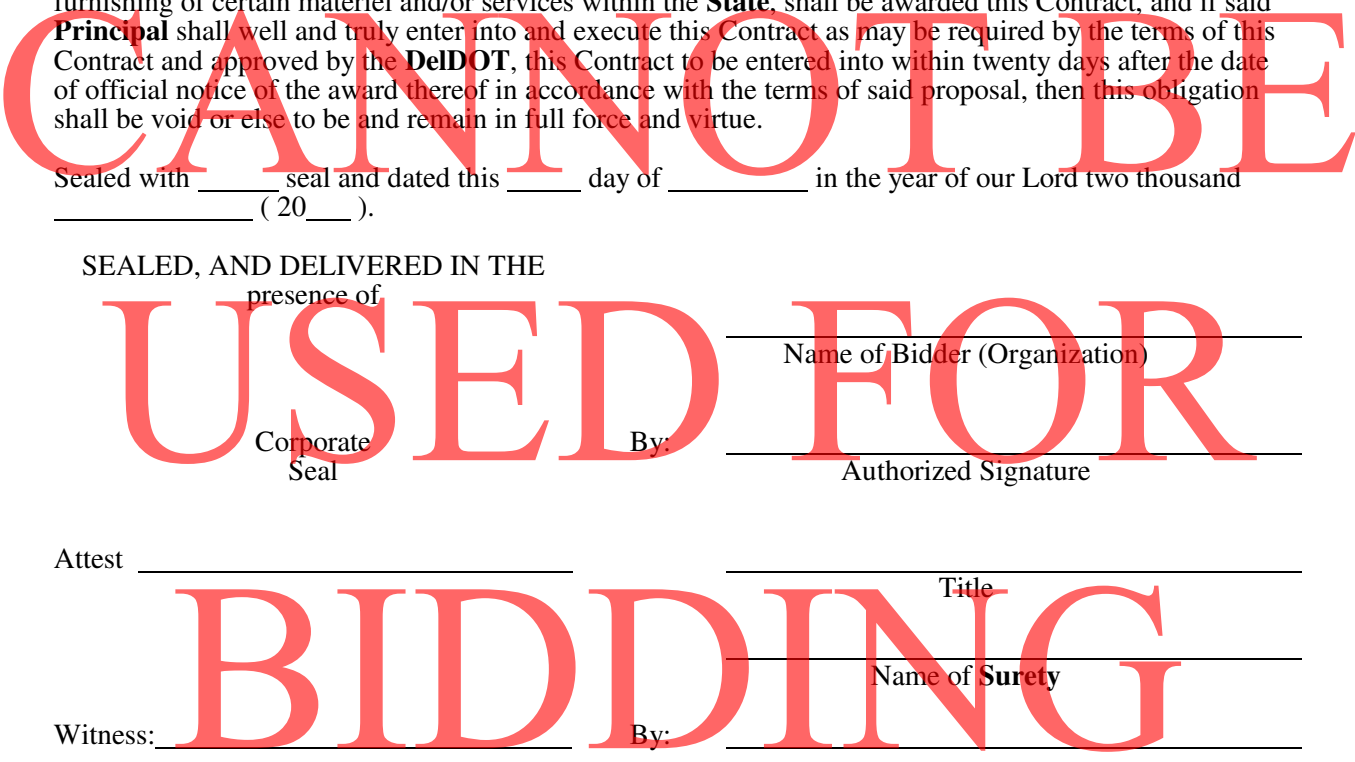 furnishing of certain materiel and/or services within the State, shall be awarded this Contract, and if said
Principal shall well and truly enter into and execute this Contract as may be required by the terms of this
Contract and approved by the DelDOT, this Contract to be entered into within twenty days after the date
of official notice of the award thereof in accordance with the terms of said proposal, then this obligation
shall be void or else to be and remain in full force and virtue.
CANNOT BE
Sealed with ______ seal and dated this _____ day of __________ in the year of our Lord two thousand
______________ ( 20___ ).
SEALED, AND DELIVERED IN THE
presence of
Name of Bidder (Organization)
USED FOR
Corporate By:
Seal Authorized Signature
Attest
Title
BIDDING
Name of Surety
Witness: By: